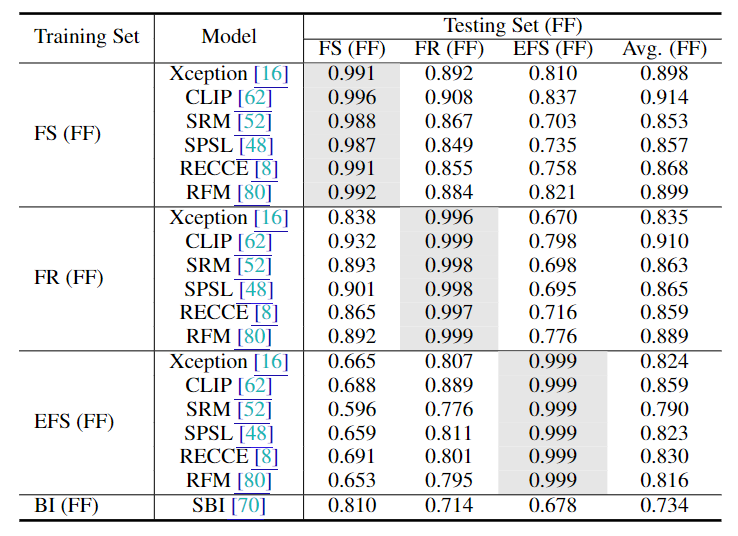 Training Set Model Testing Set (FF)
FS (FF) FR (FF) EFS (FF) Avg. (FF)
FS (FF)
Xception [16] 0.991 0.892 0.810 0.898
CLIP [62] 0.996 0.908 0.837 0.914
SRM [52] 0.988 0.867 0.703 0.853
SPSL [48] 0.987 0.849 0.735 0.857
RECCE [8] 0.991 0.855 0.758 0.868
RFM [80] 0.992 0.884 0.821 0.899
FR (FF)
Xception [16] 0.838 0.996 0.670 0.835
CLIP [62] 0.932 0.999 0.798 0.910
SRM [52] 0.893 0.998 0.698 0.863
SPSL [48] 0.901 0.998 0.695 0.865
RECCE [8] 0.865 0.997 0.716 0.859
RFM [80] 0.892 0.999 0.776 0.889
EFS (FF)
Xception [16] 0.665 0.807 0.999 0.824
CLIP [62] 0.688 0.889 0.999 0.859
SRM [52] 0.596 0.776 0.999 0.790
SPSL [48] 0.659 0.811 0.999 0.823
RECCE [8] 0.691 0.801 0.999 0.830
RFM [80] 0.653 0.795 0.999 0.816
BI (FF) SBI [70] 0.810 0.714 0.678 0.734